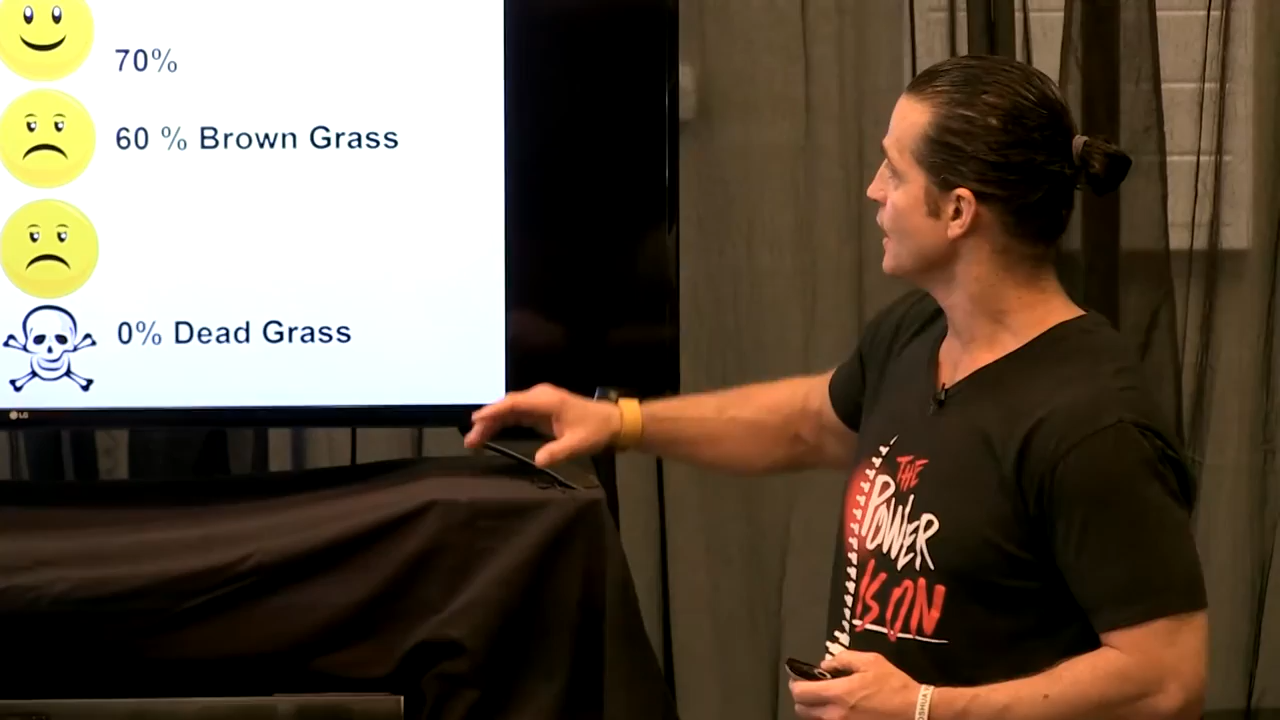 70%
60 % Brown Grass
0% Dead Grass
LG
THE
POWER
IS ON